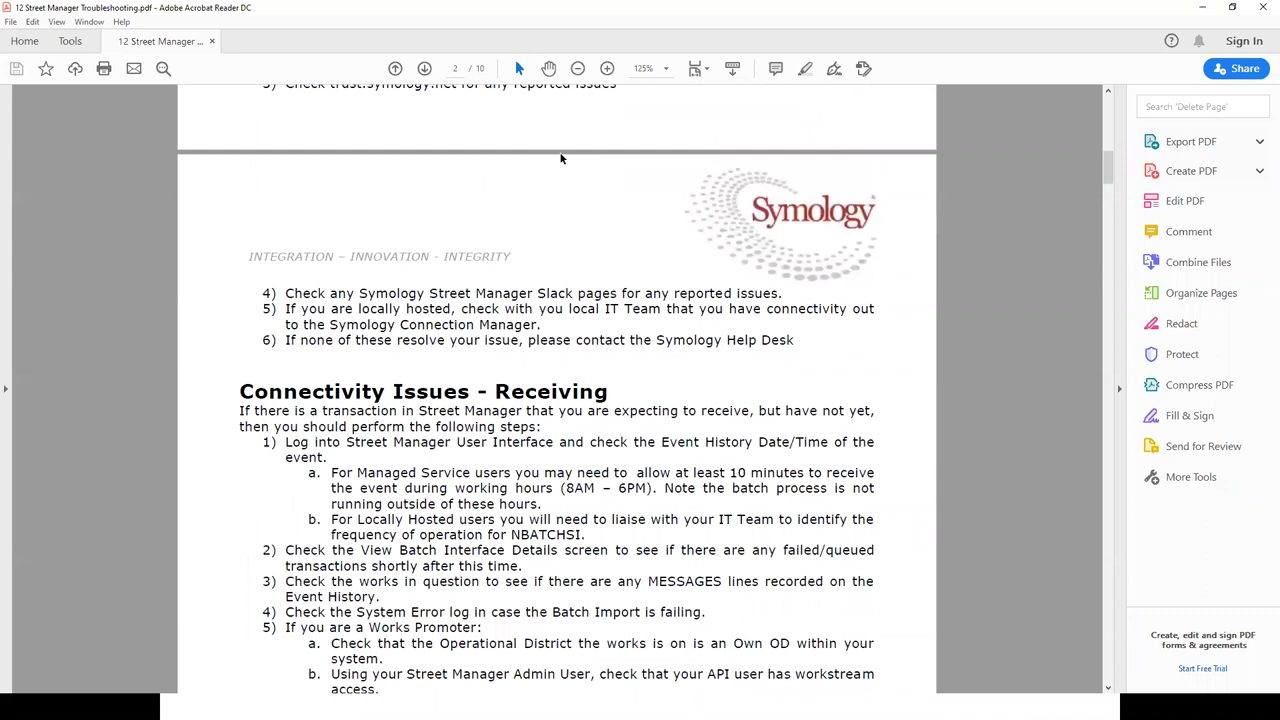 12 Street Manager Troubleshooting.pdf - Adobe Acrobat Reader DC
File Edit View Window Help
Home Tools 12 Street Manager ... × Sign In
2 / 10 125% Share
3) Check trust.symology.net for any reported issues
Symology
INTEGRATION – INNOVATION - INTEGRITY
4) Check any Symology Street Manager Slack pages for any reported issues.
5) If you are locally hosted, check with you local IT Team that you have connectivity out
to the Symology Connection Manager.
6) If none of these resolve your issue, please contact the Symology Help Desk
Connectivity Issues - Receiving
If there is a transaction in Street Manager that you are expecting to receive, but have not yet,
then you should perform the following steps:
1) Log into Street Manager User Interface and check the Event History Date/Time of the
event.
a. For Managed Service users you may need to allow at least 10 minutes to receive
the event during working hours (8AM – 6PM). Note the batch process is not
running outside of these hours.
b. For Locally Hosted users you will need to liaise with your IT Team to identify the
frequency of operation for NBATCHSI.
2) Check the View Batch Interface Details screen to see if there are any failed/queued
transactions shortly after this time.
3) Check the works in question to see if there are any MESSAGES lines recorded on the
Event History.
4) Check the System Error log in case the Batch Import is failing.
5) If you are a Works Promoter:
a. Check that the Operational District the works is on is an Own OD within your
system.
b. Using your Street Manager Admin User, check that your API user has workstream
access.
Search 'Delete Page'
Export PDF
Create PDF
Edit PDF
Comment
Combine Files
Organize Pages
Redact
Protect
Compress PDF
Fill & Sign
Send for Review
More Tools
Create, edit and sign PDF
forms & agreements
Start Free Trial